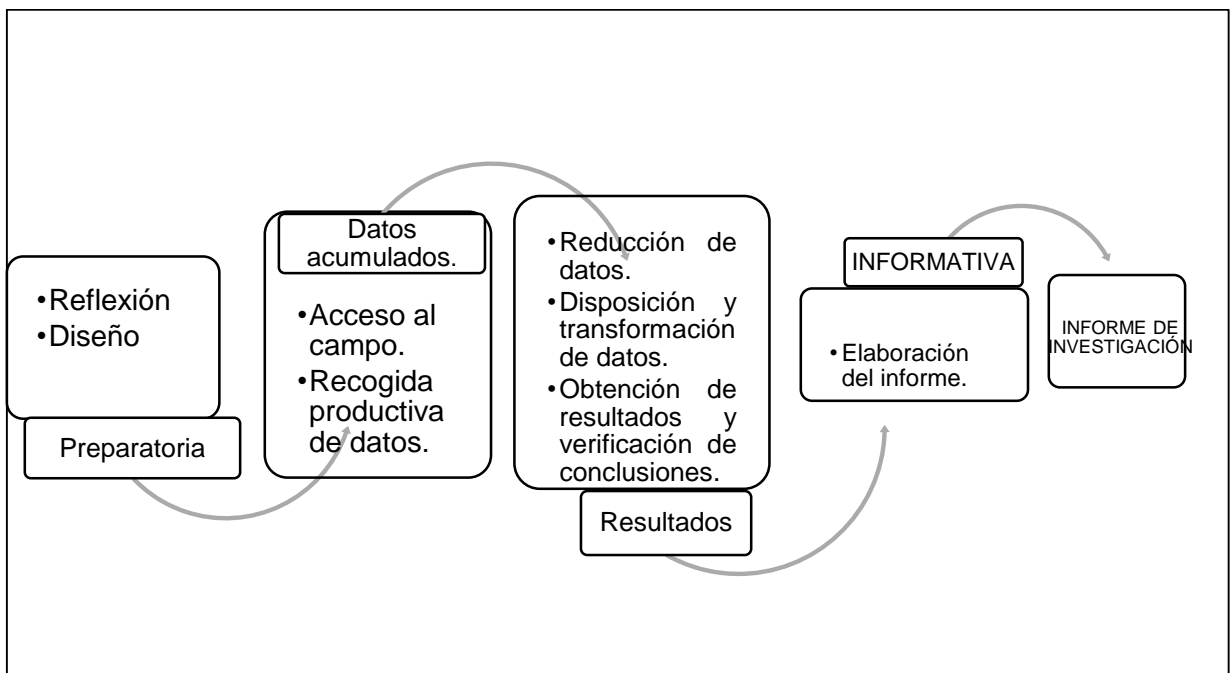 •Reflexión
•Diseño
Preparatoria
Datos
acumulados.
•Acceso al
campo.
•Recogida
productiva
de datos.
•Reducción de
datos.
•Disposición y
transformación
de datos.
•Obtención de
resultados y
verificación de
conclusiones.
Resultados
INFORMATIVA
•Elaboración
del informe.
INFORME DE
INVESTIGACIÓN